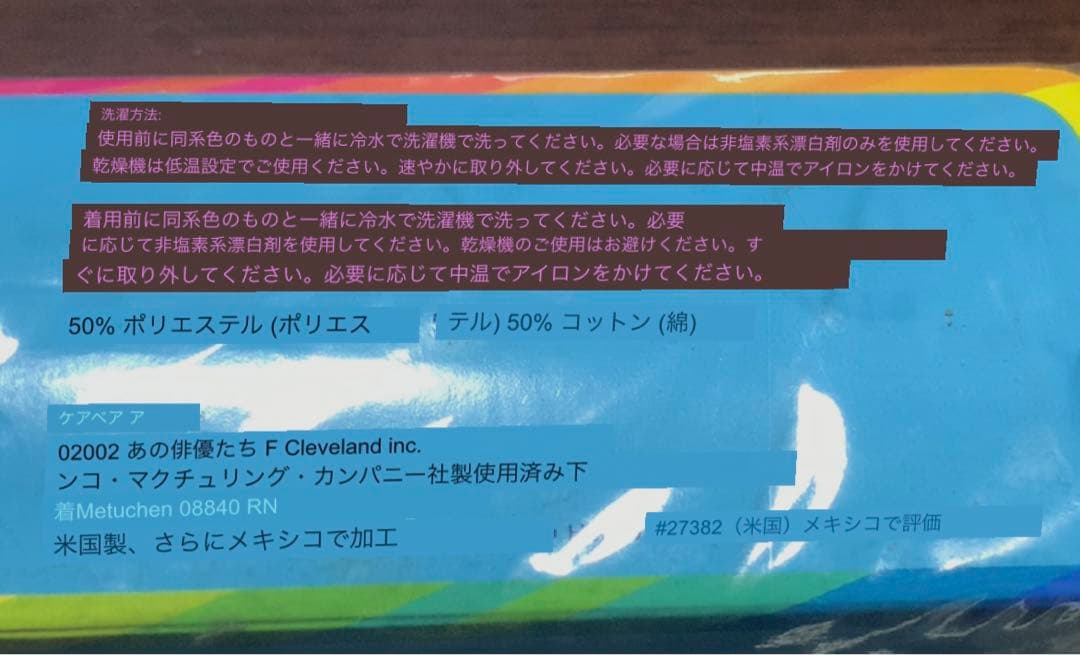 洗濯方法:
使用前に同系色のものと一緒に冷水で洗濯機で洗ってください。必要な場合は非塩素系漂白剤のみを使用してください。
乾燥機は低温設定でご使用ください。速やかに取り外してください。必要に応じて中温でアイロンをかけてください。
着用前に同系色のものと一緒に冷水で洗濯機で洗ってください。必要
に応じて非塩素系漂白剤を使用してください。乾燥機のご使用はお避けください。す
ぐに取り外してください。必要に応じて中温でアイロンをかけてください。
50% ポリエステル (ポリエス テル) 50% コットン (綿)
ケアベア ア
02002 あの俳優たち F Cleveland inc.
ンコ・マクチュリング・カンパニー社製使用済み下
着Metuchen 08840 RN
#27382（米国）メキシコで評価
米国製、さらにメキシコで加工